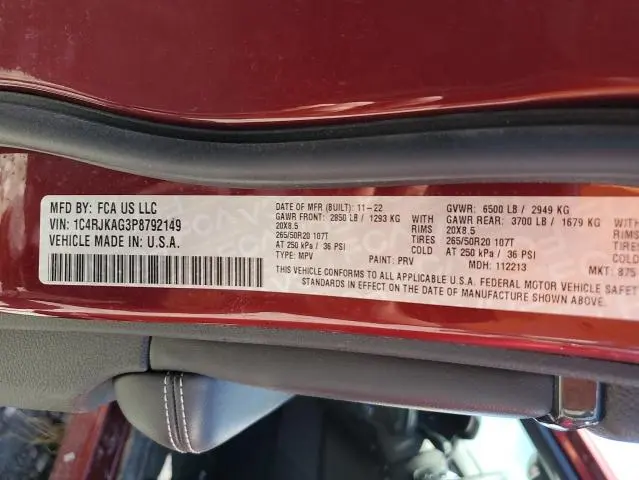 MFD BY: FCA US LLC
VIN: 1C4RJKAG3P8792149
VEHICLE MADE IN: U.S.A.
DATE OF MFR (BUILT): 11-22 GVWR: 6500 LB / 2949 KG
GAWR FRONT: 2850 LB / 1293 KG WITH GAWR REAR: 3700 LB / 1679 KG WITH
20X8.5 RIMS 20X8.5 RIMS
265/50R20 107T TIRES 265/50R20 107T TIRES
AT 250 kPa / 36 PSI COLD AT 250 kPa / 36 PSI COLD
TYPE: MPV PAINT: PRV MDH: 112213 MKT: 875
THIS VEHICLE CONFORMS TO ALL APPLICABLE U.S.A. FEDERAL MOTOR VEHICLE SAFET
STANDARDS IN EFFECT ON THE DATE OF MANUFACTURE SHOWN ABOVE.